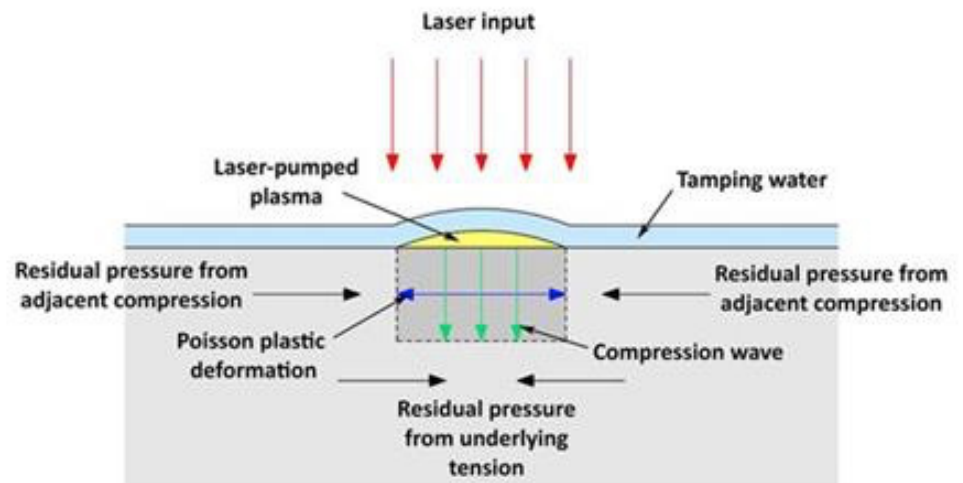 Laser input
Laser-pumped
plasma
Tamping water
Residual pressure from
adjacent compression
Residual pressure from
adjacent compression
Poisson plastic
deformation
Compression wave
Residual pressure
from underlying
tension